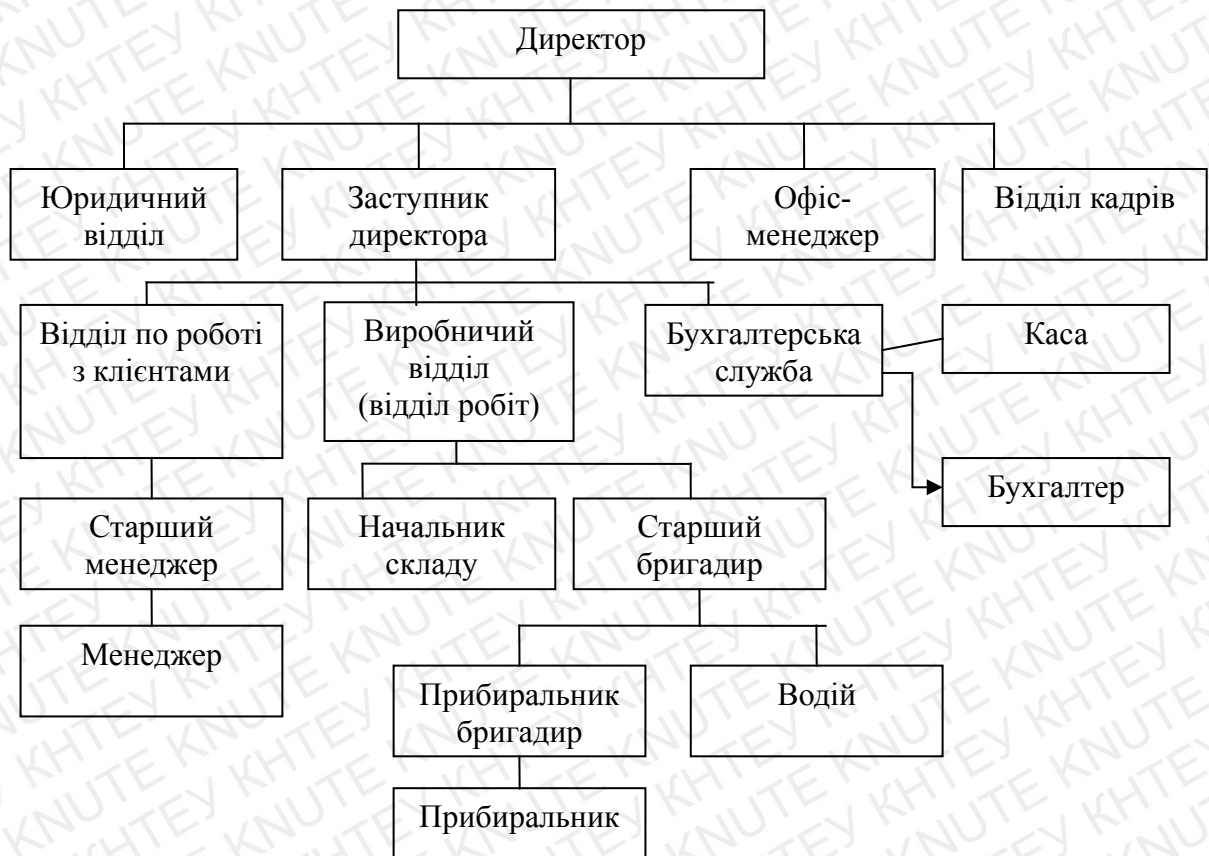 Директор
Юридичний
відділ
Заступник
директора
Офіс-
менеджер
Відділ кадрів
Відділ по роботі
з клієнтами
Виробничий
відділ
(відділ робіт)
Бухгалтерська
служба
Каса
Бухгалтер
Старший
менеджер
Начальник
складу
Старший
бригадир
Менеджер
Прибиральник
бригадир
Водій
Прибиральник